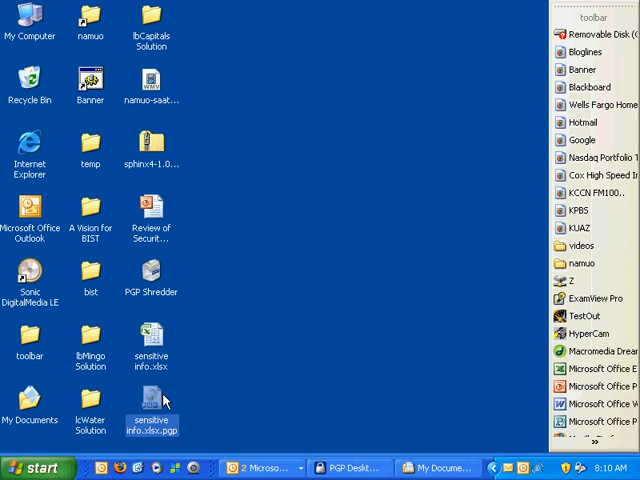 My Computer
namuo
lbCapitals
Solution
Recycle Bin
Banner
namuo-saat...
Internet
Explorer
temp
sphinx4-1.0...
Microsoft Office
Outlook
A Vision for
BIST
Review of
Securit...
Sonic
DigitalMedia LE
bist
PGP Shredder
toolbar
lbMingo
Solution
sensitive
info.xlsx
My Documents
lcWater
Solution
sensitive
info.xlsx.pgp
toolbar
Removable Disk (
Bloglines
Banner
Blackboard
Wells Fargo Home
Hotmail
Google
Nasdaq Portfolio T
Cox High Speed In
KCCN FM100..
KPBS
KUAZ
videos
namuo
Z
ExamView Pro
TestOut
HyperCam
Macromedia Dream
Microsoft Office E
Microsoft Office P
Microsoft Office W
Microsoft Office P
»
start
2 Microso...
PGP Deskt...
My Docume...
8:10 AM